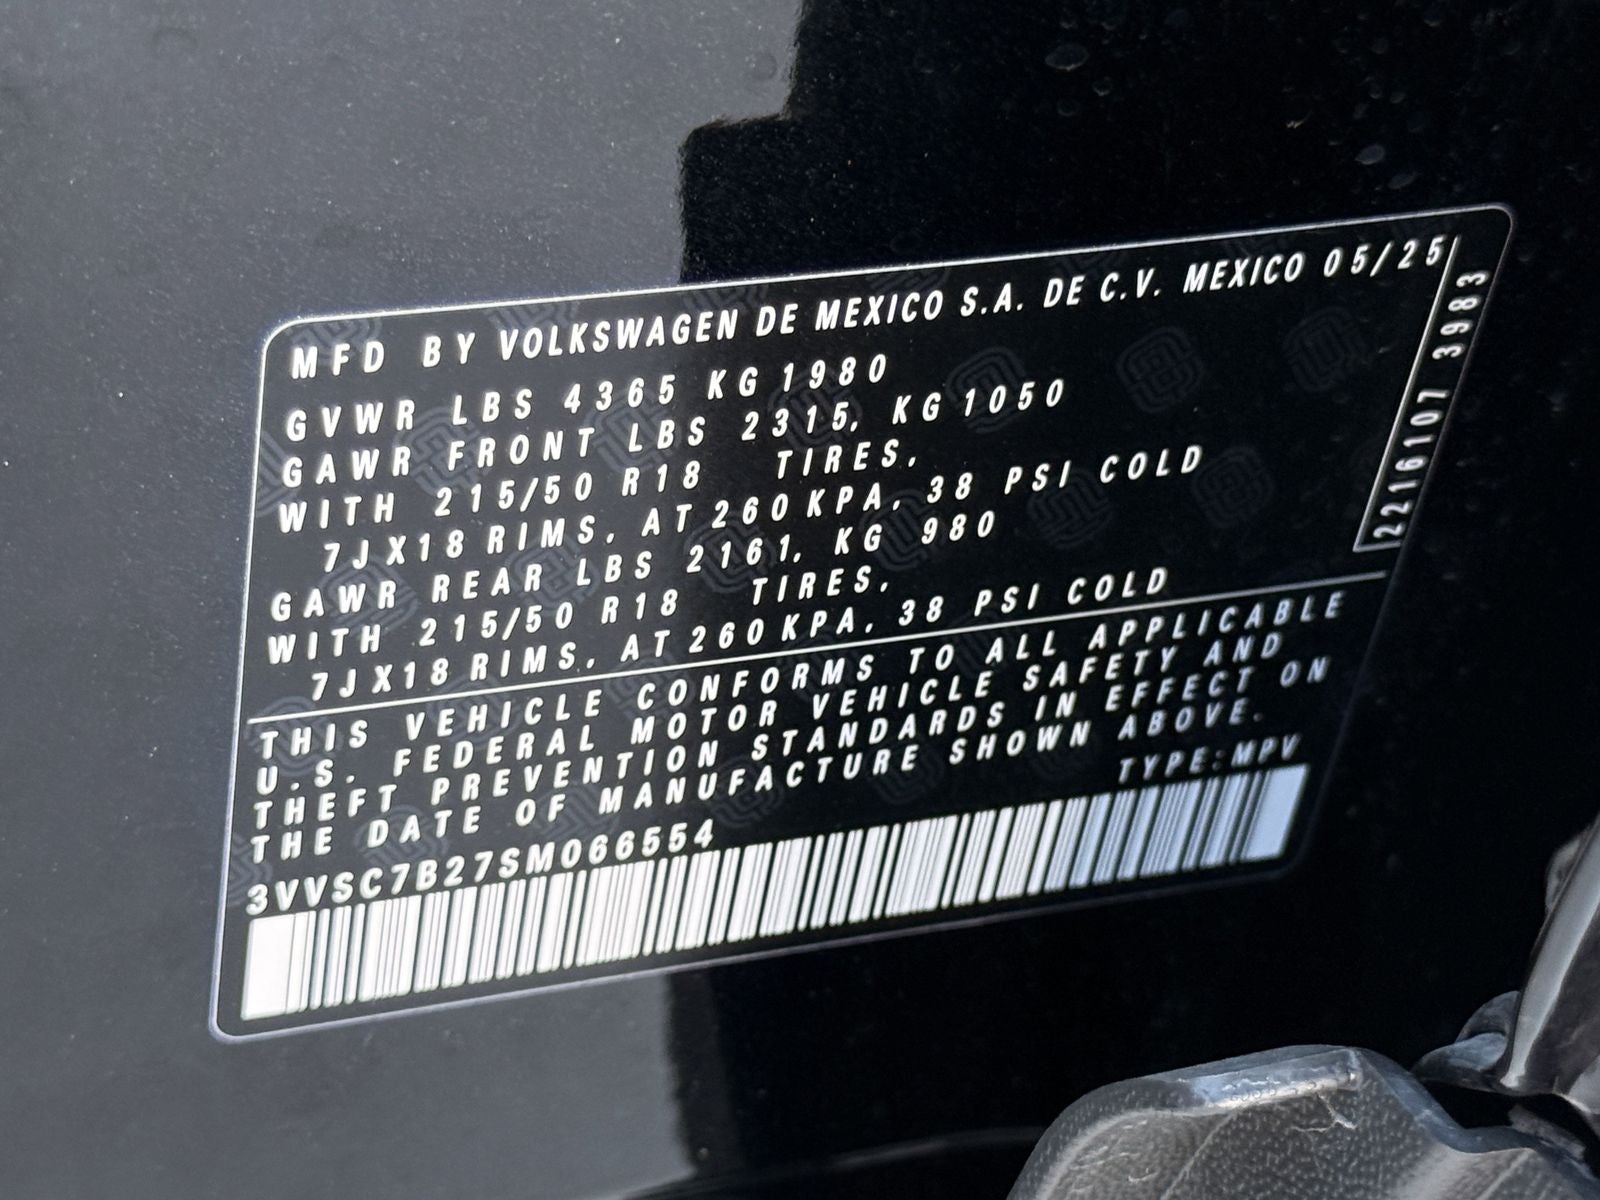 MFD BY VOLKSWAGEN DE MEXICO S.A. DE C.V. MEXICO 05/25
GVWR LBS 4365 KG 1980
GAWR FRONT LBS 2315, KG 1050
WITH 215/50 R18 TIRES,
7JX18 RIMS, AT 260 KPA, 38 PSI COLD
GAWR REAR LBS 2161, KG 980
WITH 215/50 R18 TIRES,
7JX18 RIMS, AT 260 KPA, 38 PSI COLD
THIS VEHICLE CONFORMS TO ALL APPLICABLE
U.S. FEDERAL MOTOR VEHICLE SAFETY AND
THEFT PREVENTION STANDARDS IN EFFECT ON
THE DATE OF MANUFACTURE SHOWN ABOVE.
TYPE:MPV
3VVSC7B27SM066554
2216107 3983